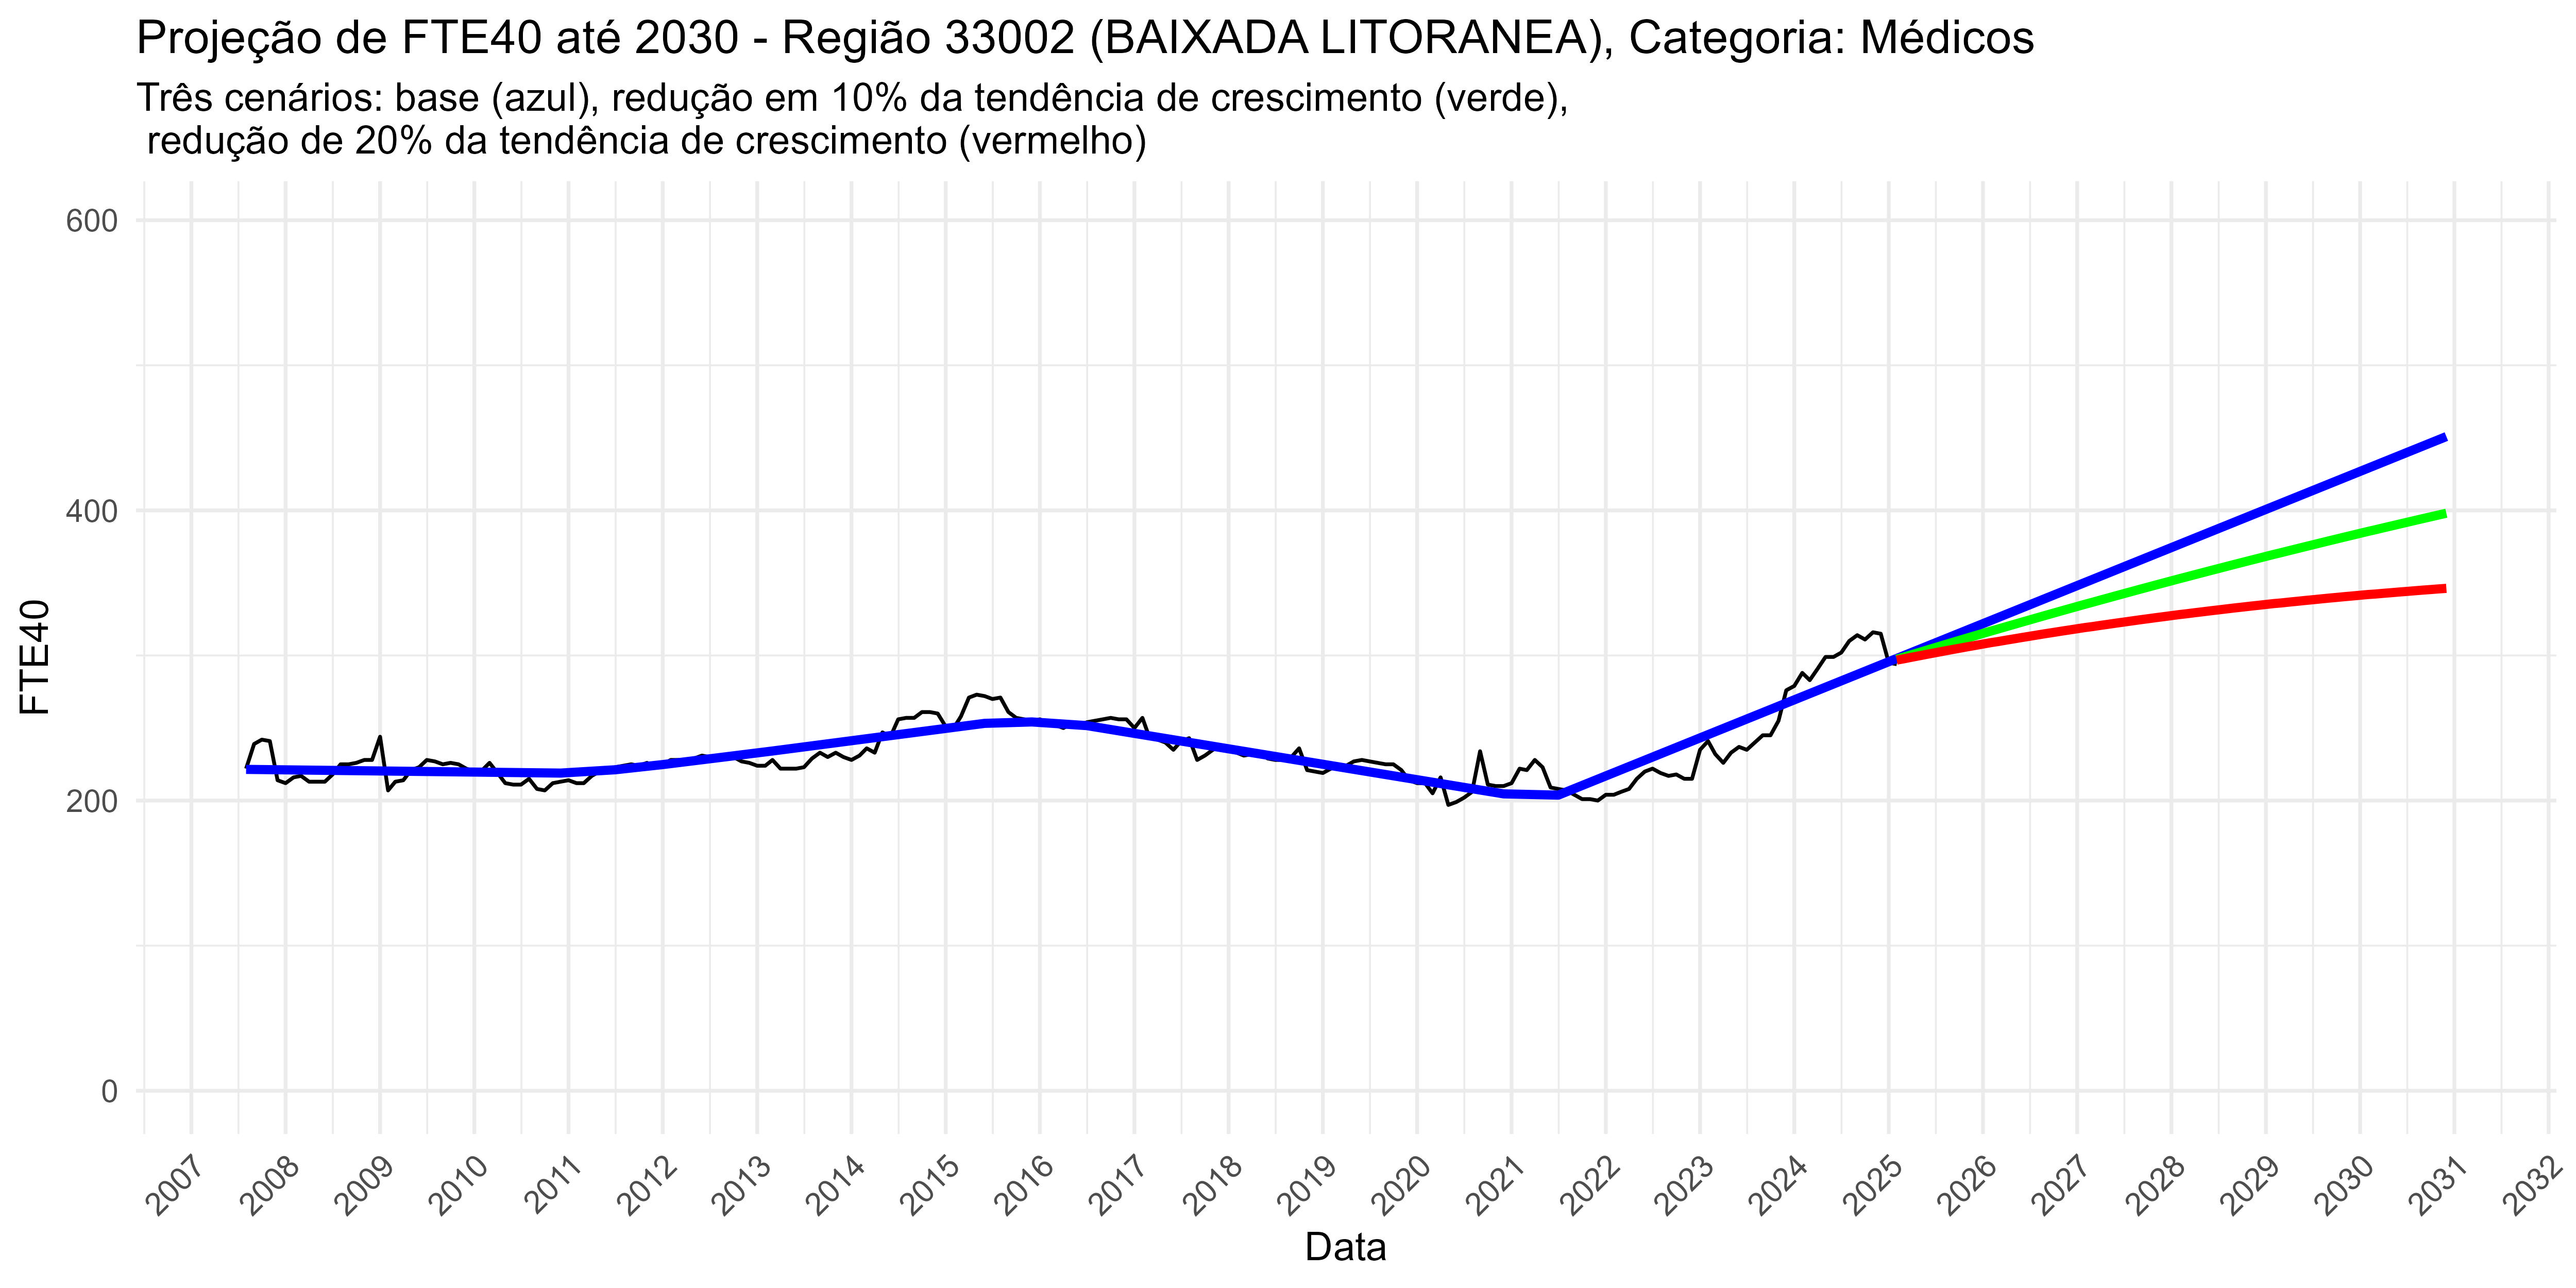 Projeção de FTE40 até 2030 - Região 33002 (BAIXADA LITORANEA), Categoria: Médicos
Três cenários: base (azul), redução em 10% da tendência de crescimento (verde),
redução de 20% da tendência de crescimento (vermelho)
600
400
200
0
FTE40
2007 2008 2009 2010 2011 2012 2013 2014 2015 2016 2017 2018 2019 2020 2021 2022 2023 2024 2025 2026 2027 2028 2029 2030 2031 2032
Data